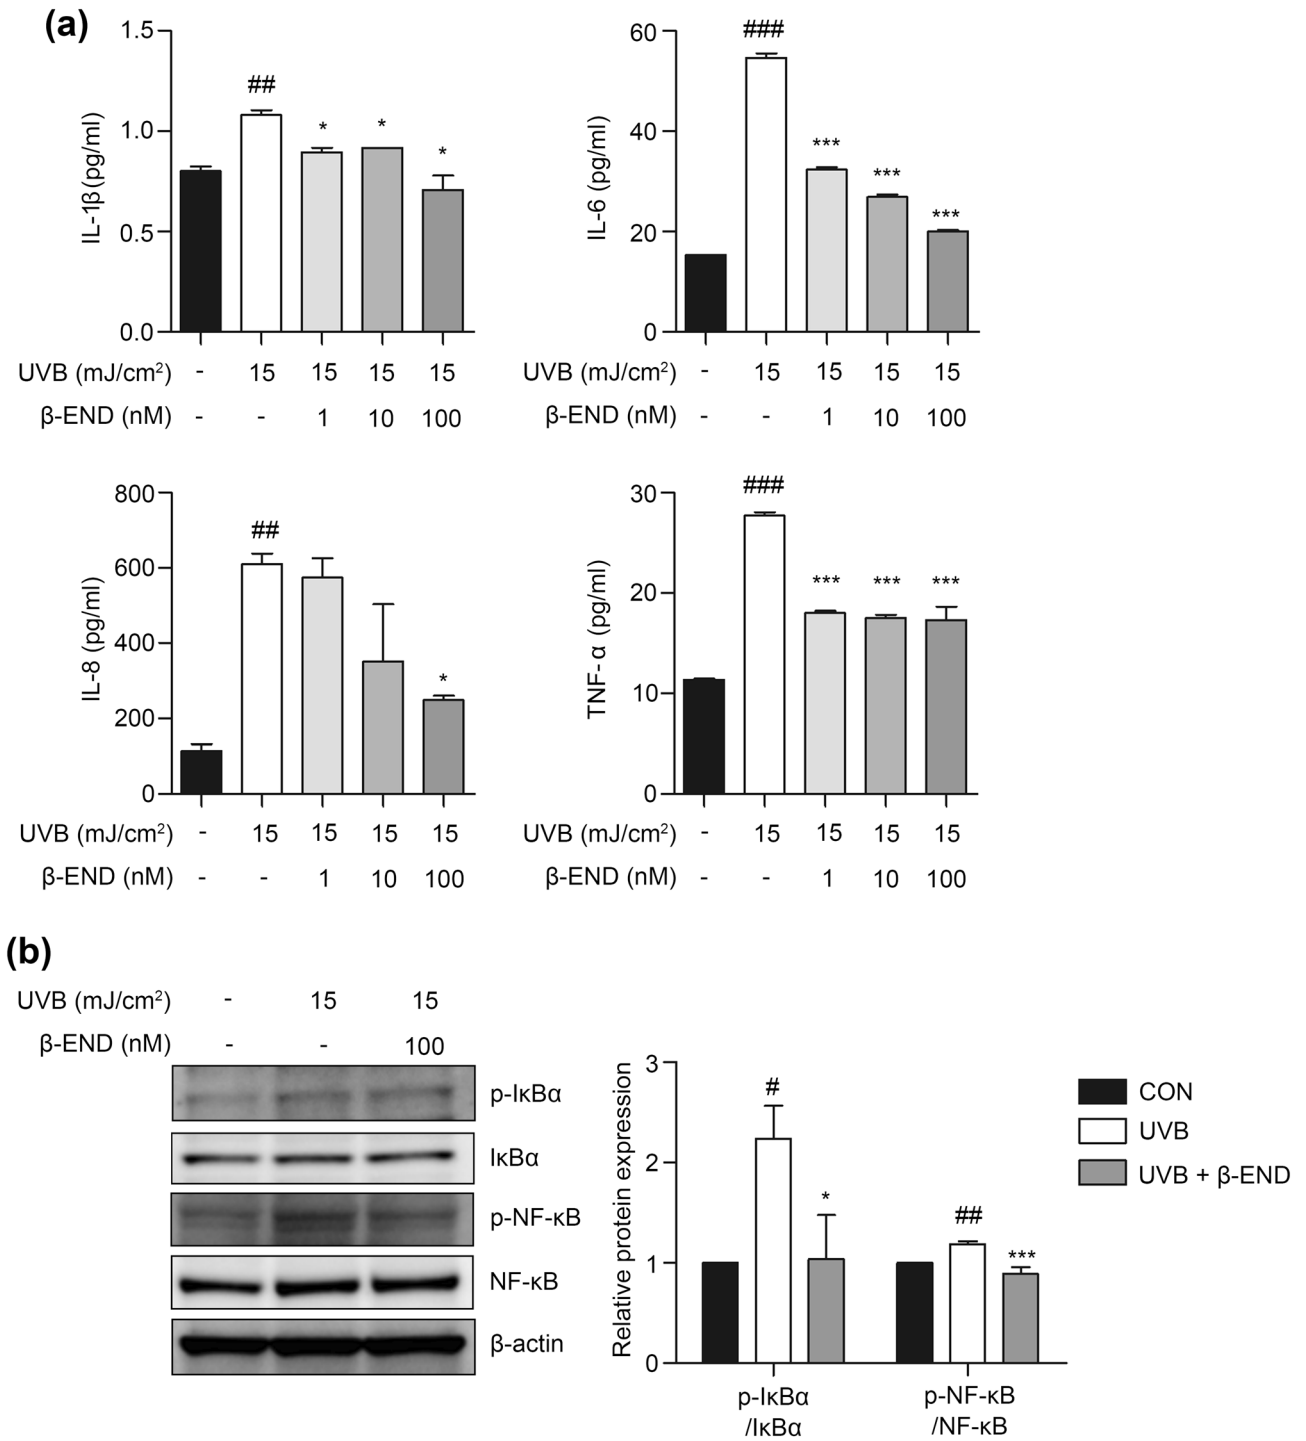 (a)
1.5
1.0
0.5
0.0
IL-1β(pg/ml)
##
*
*
*
UVB (mJ/cm²) - 15 15 15 15
β-END (nM) - - 1 10 100
60
40
20
0
IL-6 (pg/ml)
###
***
***
***
UVB (mJ/cm²) - 15 15 15 15
β-END (nM) - - 1 10 100
800
600
400
200
0
IL-8 (pg/ml)
##
*
UVB (mJ/cm²) - 15 15 15 15
β-END (nM) - - 1 10 100
30
20
10
0
TNF-α (pg/ml)
###
*** *** ***
UVB (mJ/cm²) - 15 15 15 15
β-END (nM) - - 1 10 100
(b)
UVB (mJ/cm²) - 15 15
β-END (nM) - - 100
p-IκBα
IκBα
p-NF-κB
NF-κB
β-actin
3
2
1
0
Relative protein expression
#
*
##
***
p-IκBα
/IκBα
p-NF-κB
/NF-κB
CON
UVB
UVB + β-END